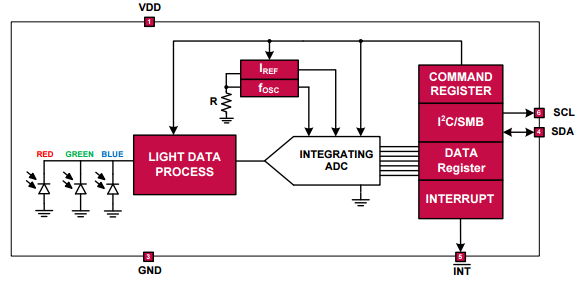 VDD
1
IREF
fOSC
R
COMMAND
REGISTER
I²C/SMB
6 SCL
4 SDA
RED GREEN BLUE
LIGHT DATA
PROCESS
INTEGRATING
ADC
DATA
Register
INTERRUPT
3
GND
5
INT